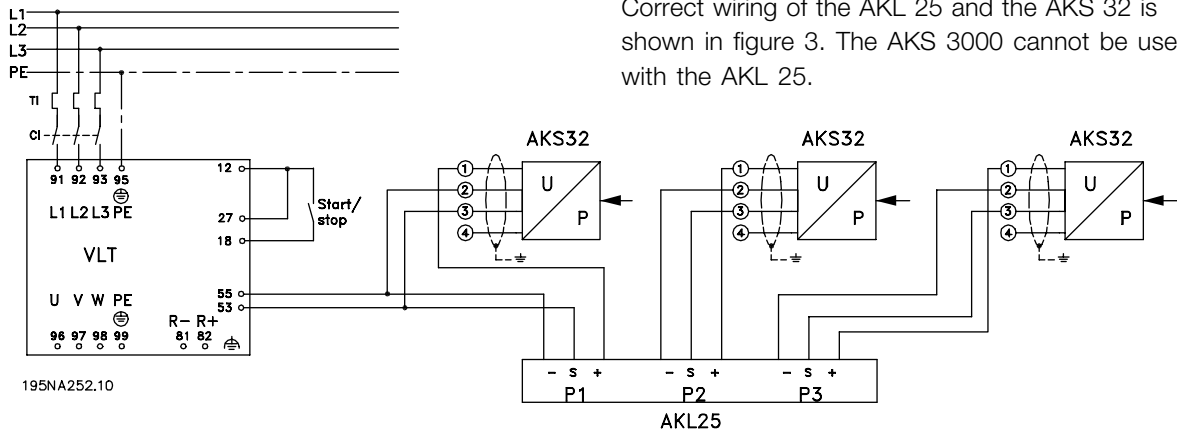 Correct wiring of the AKL 25 and the AKS 32 is
shown in figure 3. The AKS 3000 cannot be use
with the AKL 25.
L1
L2
L3
PE
TI
CI
91 92 93 95
L1 L2 L3 PE
VLT
U V W PE
96 97 98 99
R- R+
81 82
12
27
18
55
53
Start/
stop
AKS32
1
2
3
4
U
P
AKS32
1
2
3
4
U
P
AKS32
1
2
3
4
U
P
- S +
P1
- S +
P2
- S +
P3
AKL25
195NA252.10